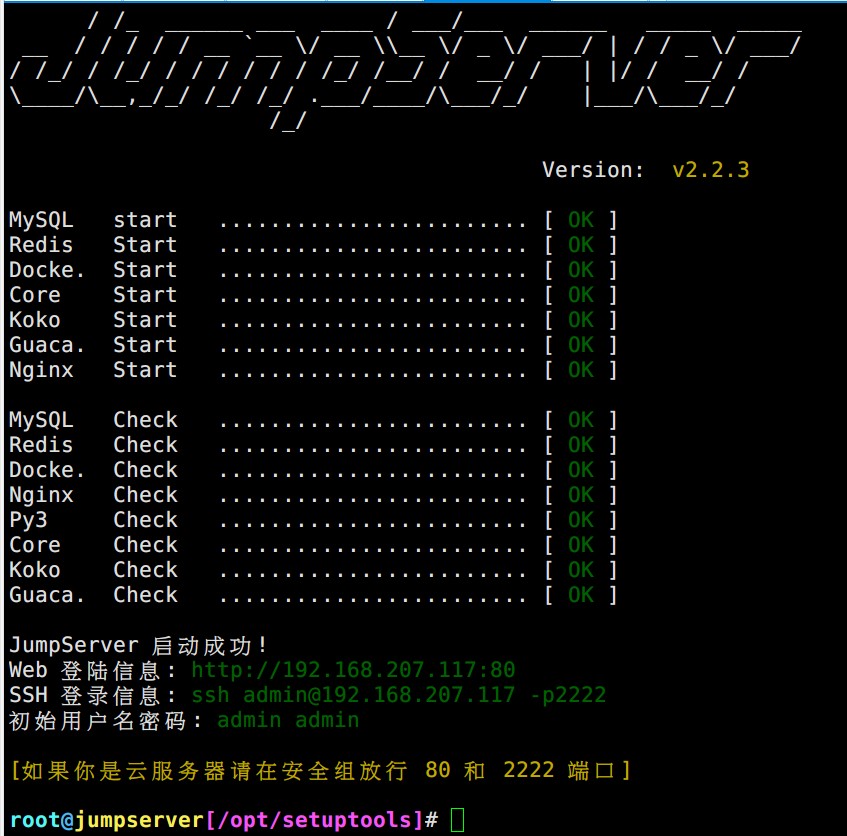 JumpServer
Version:  v2.2.3
MySQL   start   ........................ [ OK ]
Redis   Start   ........................ [ OK ]
Docke.  Start   ........................ [ OK ]
Core    Start   ........................ [ OK ]
Koko    Start   ........................ [ OK ]
Guaca.  Start   ........................ [ OK ]
Nginx   Start   ........................ [ OK ]
MySQL   Check   ........................ [ OK ]
Redis   Check   ........................ [ OK ]
Docke.  Check   ........................ [ OK ]
Nginx   Check   ........................ [ OK ]
Py3     Check   ........................ [ OK ]
Core    Check   ........................ [ OK ]
Koko    Check   ........................ [ OK ]
Guaca.  Check   ........................ [ OK ]
JumpServer 启动成功!
Web 登陆信息: http://192.168.207.117:80
SSH 登录信息: ssh admin@192.168.207.117 -p2222
初始用户名密码: admin admin
[如果你是云服务器请在安全组放行 80 和 2222 端口]
root@jumpserver[/opt/setuptools]#